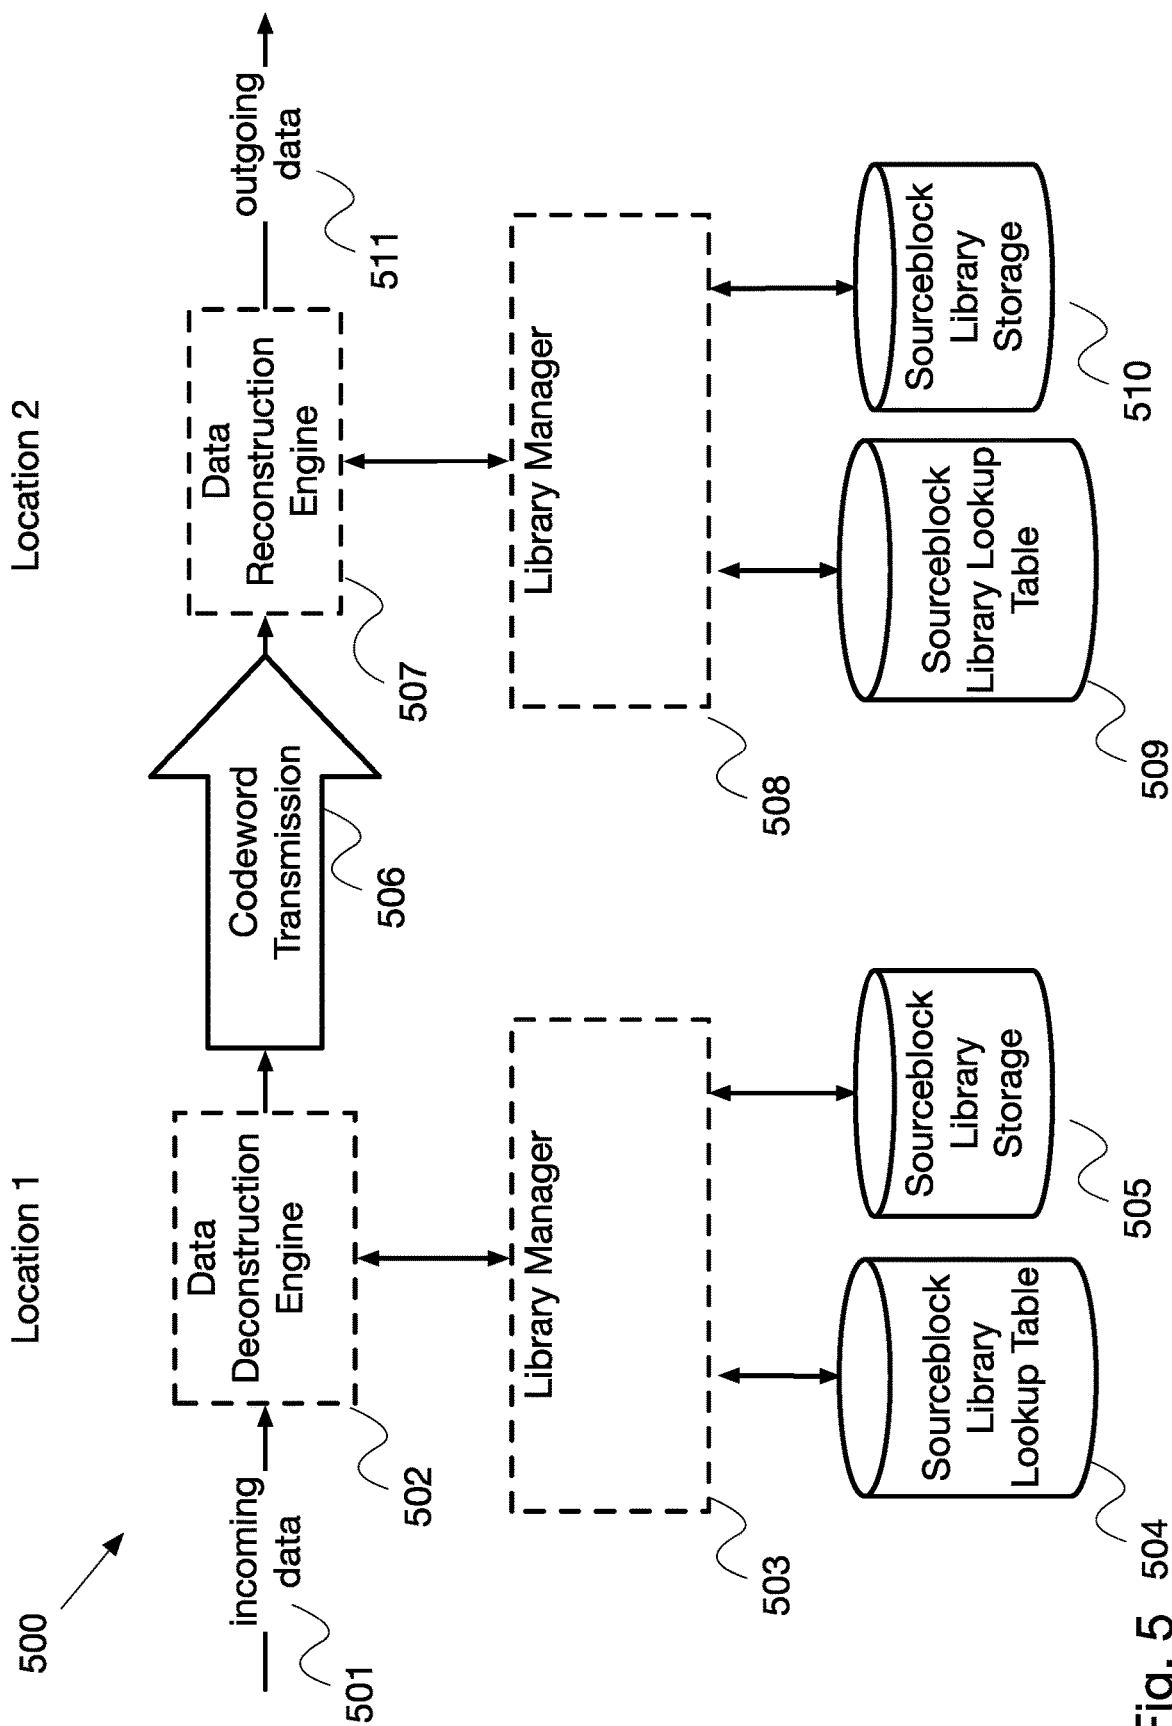 500
Location 1
Location 2
incoming
data
501
Data
Deconstruction
Engine
502
Codeword
Transmission
506
Data
Reconstruction
Engine
507
outgoing
data
511
Library Manager
503
Library Manager
508
Sourceblock
Library
Lookup Table
504
Sourceblock
Library
Storage
505
Sourceblock
Library Lookup
Table
509
Sourceblock
Library
Storage
510
Fig. 5